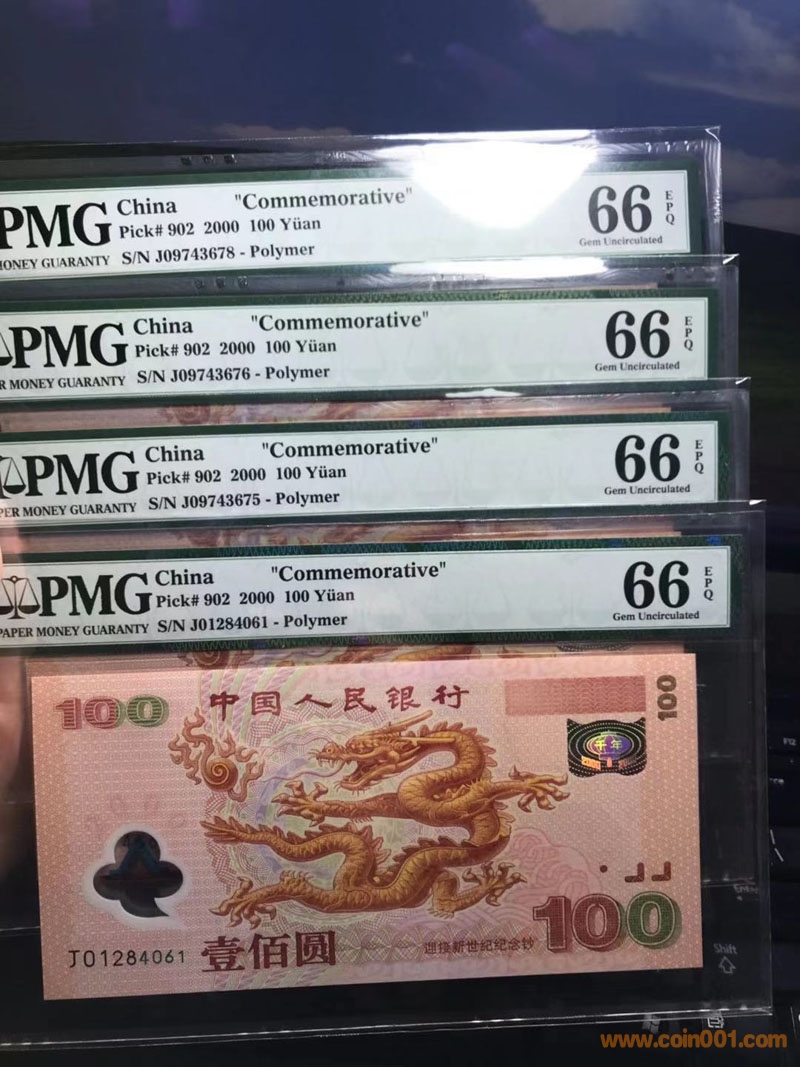 PMG China "Commemorative" 66 EPQ
Pick# 902 2000 100 Yüan
Gem Uncirculated
MONEY GUARANTY S/N J09743678 - Polymer
PMG China "Commemorative" 66 EPQ
Pick# 902 2000 100 Yüan
Gem Uncirculated
R MONEY GUARANTY S/N J09743676 - Polymer
PMG China "Commemorative" 66 EPQ
Pick# 902 2000 100 Yüan
Gem Uncirculated
PER MONEY GUARANTY S/N J09743675 - Polymer
PMG China "Commemorative" 66 EPQ
Pick# 902 2000 100 Yüan
Gem Uncirculated
PAPER MONEY GUARANTY S/N J01284061 - Polymer
100 中国人民银行 100
千年
J01284061 壹佰圆 迎接新世纪纪念钞 100
Shift
www.coin001.com